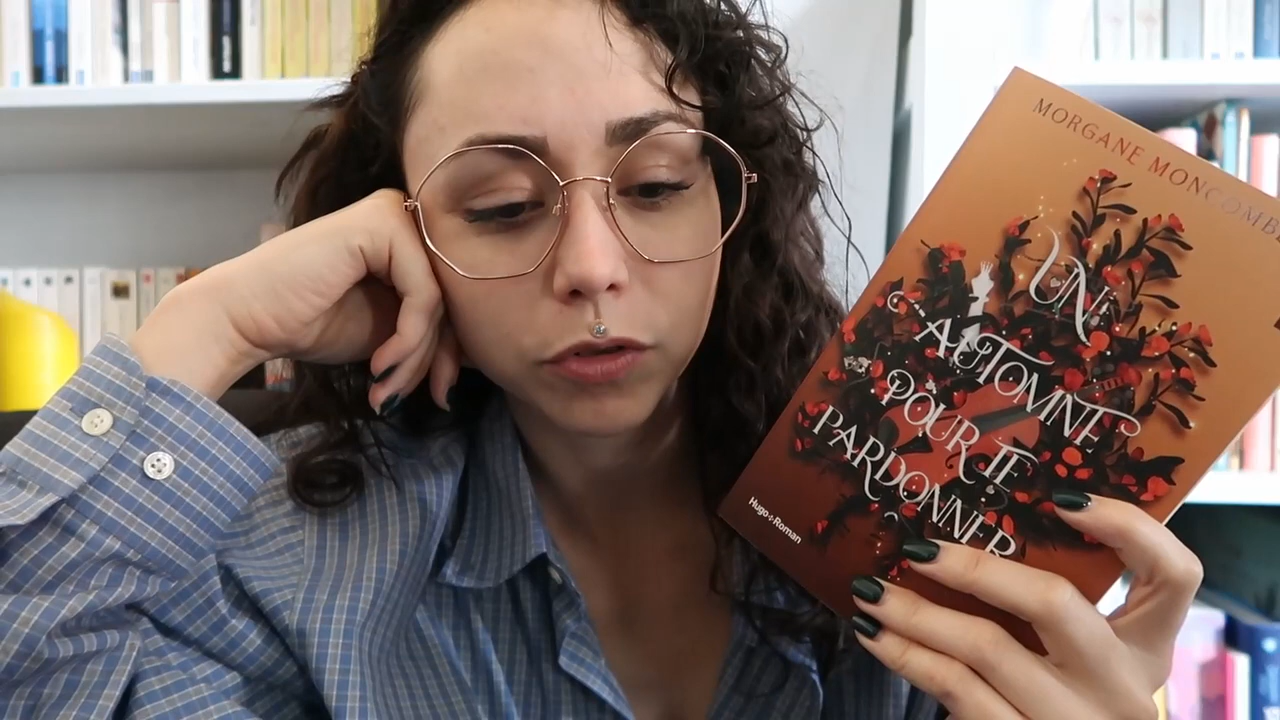 MORGANE MONCOMB
UN
AUTOMNE
POUR TE
PARDONNER
Hugo Roman